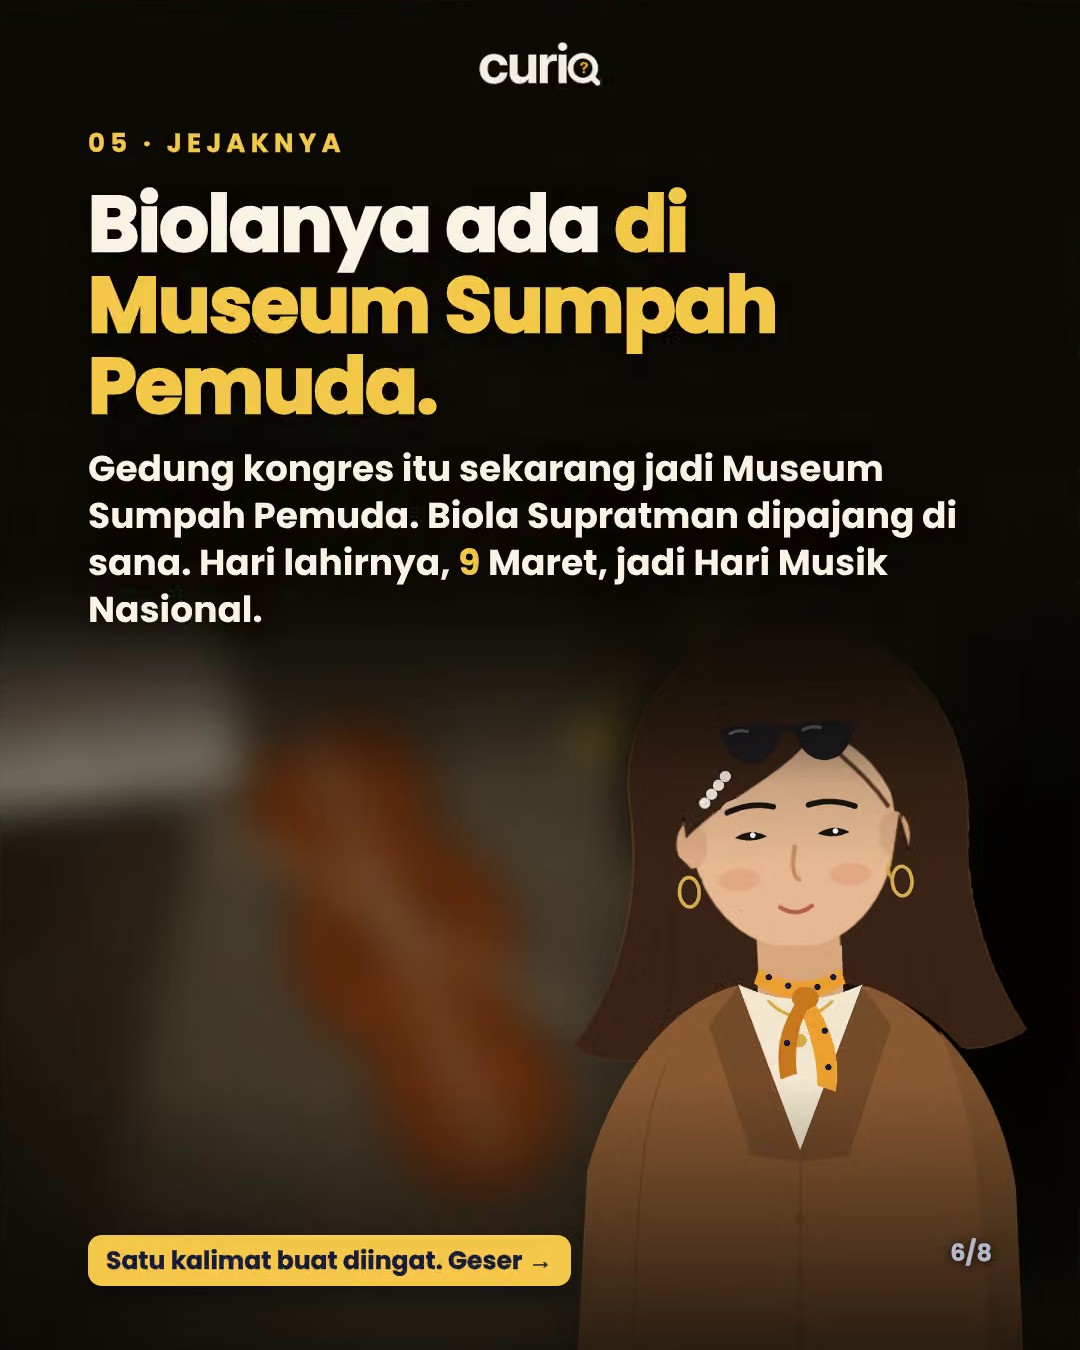 curio
05 · JEJAKNYA
Biolanya ada di
Museum Sumpah
Pemuda.
Gedung kongres itu sekarang jadi Museum
Sumpah Pemuda. Biola Supratman dipajang di
sana. Hari lahirnya, 9 Maret, jadi Hari Musik
Nasional.
Satu kalimat buat diingat. Geser →
6/8